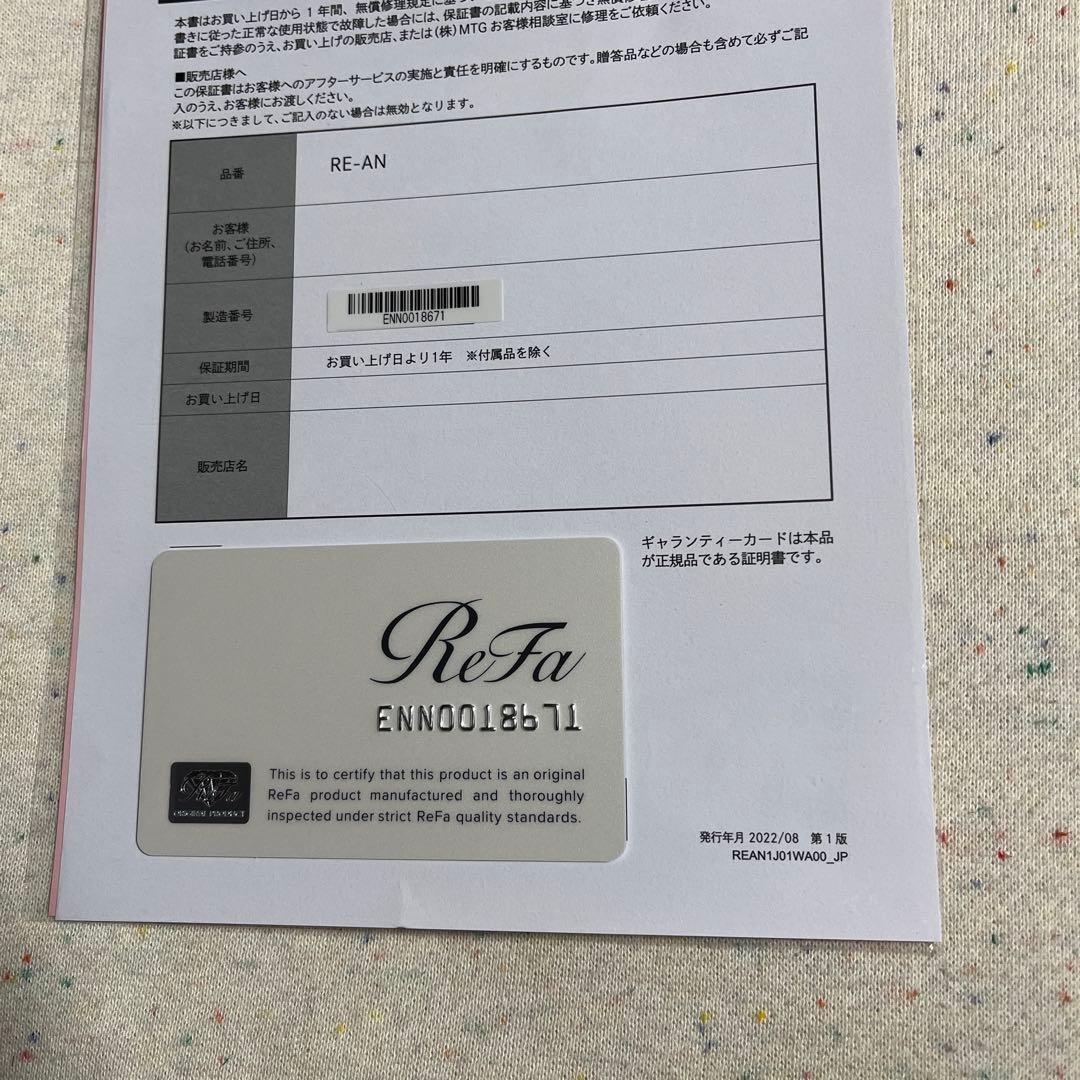 本書はお買い上げ日から 1 年間、無償修理規定に基づ
書きに従った正常な使用状態で故障した場合には、保証書の記載内容に基づき無償修
証書をご持参のうえ、お買い上げの販売店、または(株)MTG お客様相談室に修理をご依頼ください。
■販売店様へ
この保証書はお客様へのアフターサービスの実施と責任を明確にするものです。贈答品などの場合も含めて必ずご記
入のうえ、お客様にお渡しください。
※以下につきまして、ご記入のない場合は無効となります。
品番 RE-AN
お客様
(お名前、ご住所、
電話番号)
製造番号 ENN0018671
保証期間 お買い上げ日より1年 ※付属品を除く
お買い上げ日
販売店名
ギャランティーカードは本品
が正規品である証明書です。
ReFa
ENN0018671
This is to certify that this product is an original
ReFa product manufactured and thoroughly
inspected under strict ReFa quality standards.
ReFa
ORIGINAL PRODUCT
発行年月 2022/08 第1版
REAN1J01WA00_JP